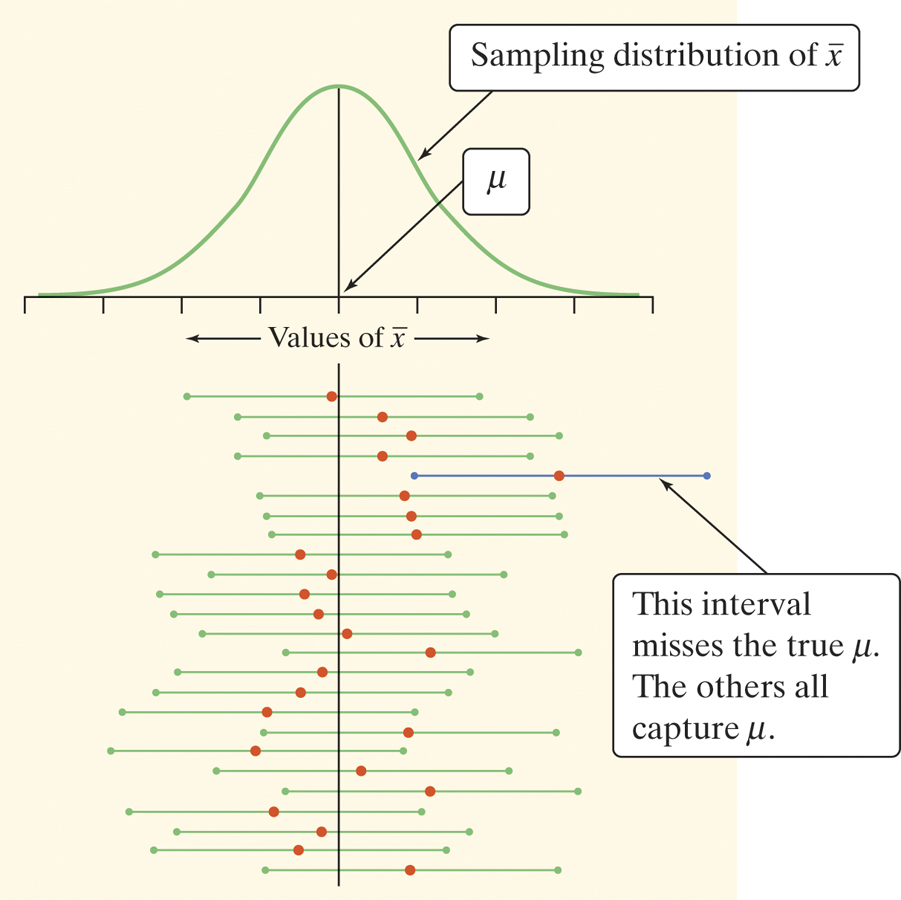 Sampling distribution of x̄
μ
Values of x̄
This interval
misses the true μ.
The others all
capture μ.